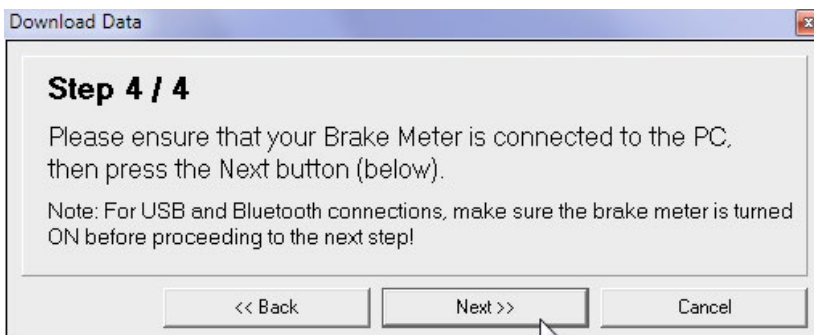 Download Data
Step 4 / 4
Please ensure that your Brake Meter is connected to the PC,
then press the Next button (below).
Note: For USB and Bluetooth connections, make sure the brake meter is turned
ON before proceeding to the next step!
<< Back
Next >>
Cancel